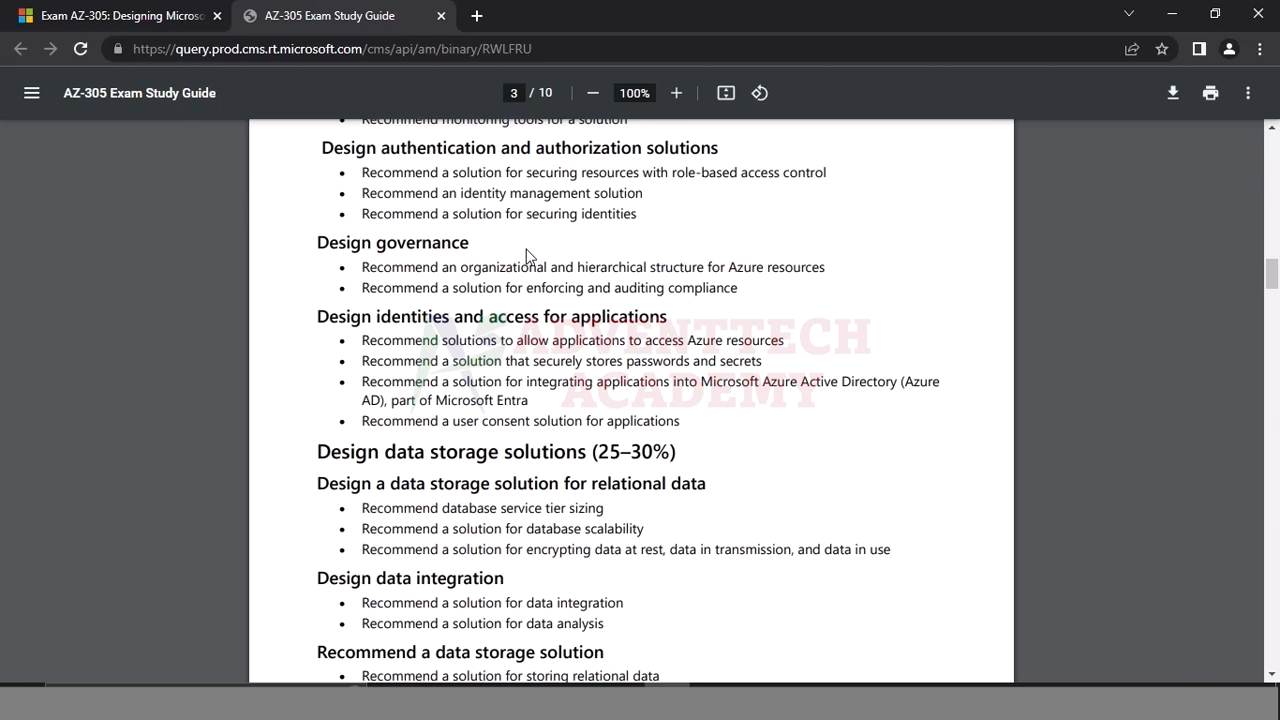 Exam AZ-305: Designing Microso
AZ-305 Exam Study Guide
https://query.prod.cms.rt.microsoft.com/cms/api/am/binary/RWLFRU
AZ-305 Exam Study Guide
3 / 10
100%
Recommend monitoring tools for a solution
Design authentication and authorization solutions
• Recommend a solution for securing resources with role-based access control
• Recommend an identity management solution
• Recommend a solution for securing identities
Design governance
• Recommend an organizational and hierarchical structure for Azure resources
• Recommend a solution for enforcing and auditing compliance
Design identities and access for applications
• Recommend solutions to allow applications to access Azure resources
• Recommend a solution that securely stores passwords and secrets
• Recommend a solution for integrating applications into Microsoft Azure Active Directory (Azure
AD), part of Microsoft Entra
• Recommend a user consent solution for applications
ADVENTTECH
ACADEMY
Design data storage solutions (25–30%)
Design a data storage solution for relational data
• Recommend database service tier sizing
• Recommend a solution for database scalability
• Recommend a solution for encrypting data at rest, data in transmission, and data in use
Design data integration
• Recommend a solution for data integration
• Recommend a solution for data analysis
Recommend a data storage solution
• Recommend a solution for storing relational data